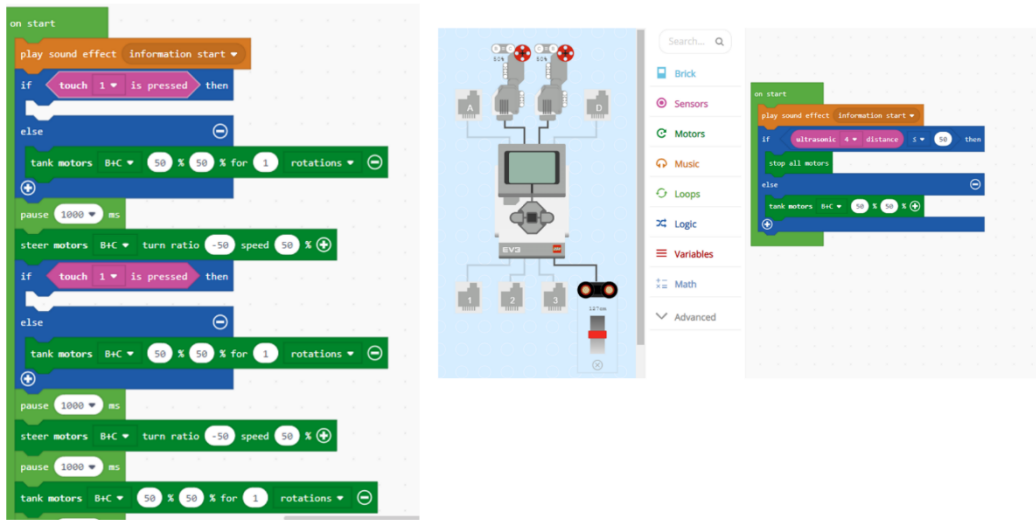 on start
play sound effect information start
if touch 1 is pressed then
else
tank motors B+C 50 % 50 % for 1 rotations
pause 1000 ms
steer motors B+C turn ratio -50 speed 50 %
if touch 1 is pressed then
else
tank motors B+C 50 % 50 % for 1 rotations
pause 1000 ms
steer motors B+C turn ratio -50 speed 50 %
pause 1000 ms
tank motors B+C 50 % 50 % for 1 rotations
50%
50%
A
D
EV3
1
2
3
Search...
Brick
Sensors
Motors
Music
Loops
Logic
Variables
Math
Advanced
on start
play sound effect information start
if ultrasonic 4 distance ≤ 50 then
stop all motors
else
tank motors B+C 50 % 50 %